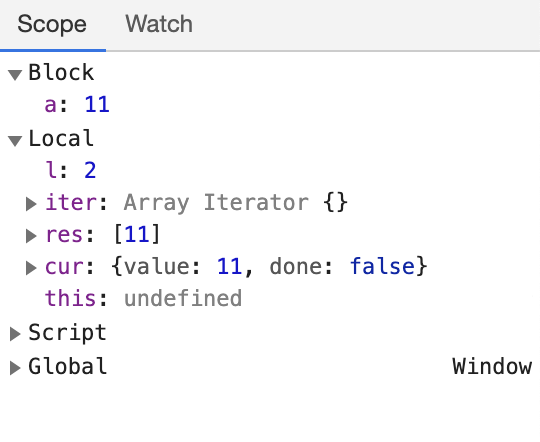 Scope Watch
Block
a: 11
Local
l: 2
iter: Array Iterator {}
res: [11]
cur: {value: 11, done: false}
this: undefined
Script
Global Window